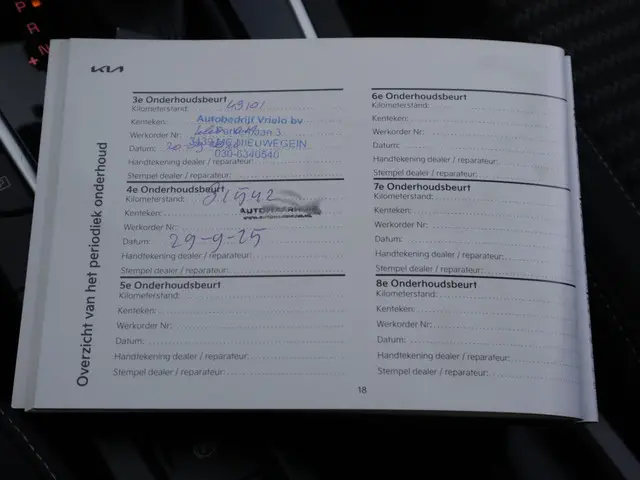 P
R
N
KIA
Overzicht van het periodiek onderhoud
3e Onderhoudsbeurt
Kilometerstand: 49101
Kenteken:
Autobedrijf Vrielo bv
Werkorder Nr:
Datum:
NIEUWEGEIN
030-6340540
Handtekening dealer / reparateur:
Stempel dealer / reparateur:
4e Onderhoudsbeurt
Kilometerstand:
Kenteken:
Werkorder Nr:
Datum: 29-9-25
Handtekening dealer / reparateur:
Stempel dealer / reparateur:
5e Onderhoudsbeurt
Kilometerstand:
Kenteken:
Werkorder Nr:
Datum:
Handtekening dealer / reparateur:
Stempel dealer / reparateur:
6e Onderhoudsbeurt
Kilometerstand:
Kenteken:
Werkorder Nr:
Datum:
Handtekening dealer / reparateur:
Stempel dealer / reparateur:
7e Onderhoudsbeurt
Kilometerstand:
Kenteken:
Werkorder Nr:
Datum:
Handtekening dealer / reparateur:
Stempel dealer / reparateur:
8e Onderhoudsbeurt
Kilometerstand:
Kenteken:
Werkorder Nr:
Datum:
Handtekening dealer / reparateur:
Stempel dealer / reparateur:
18